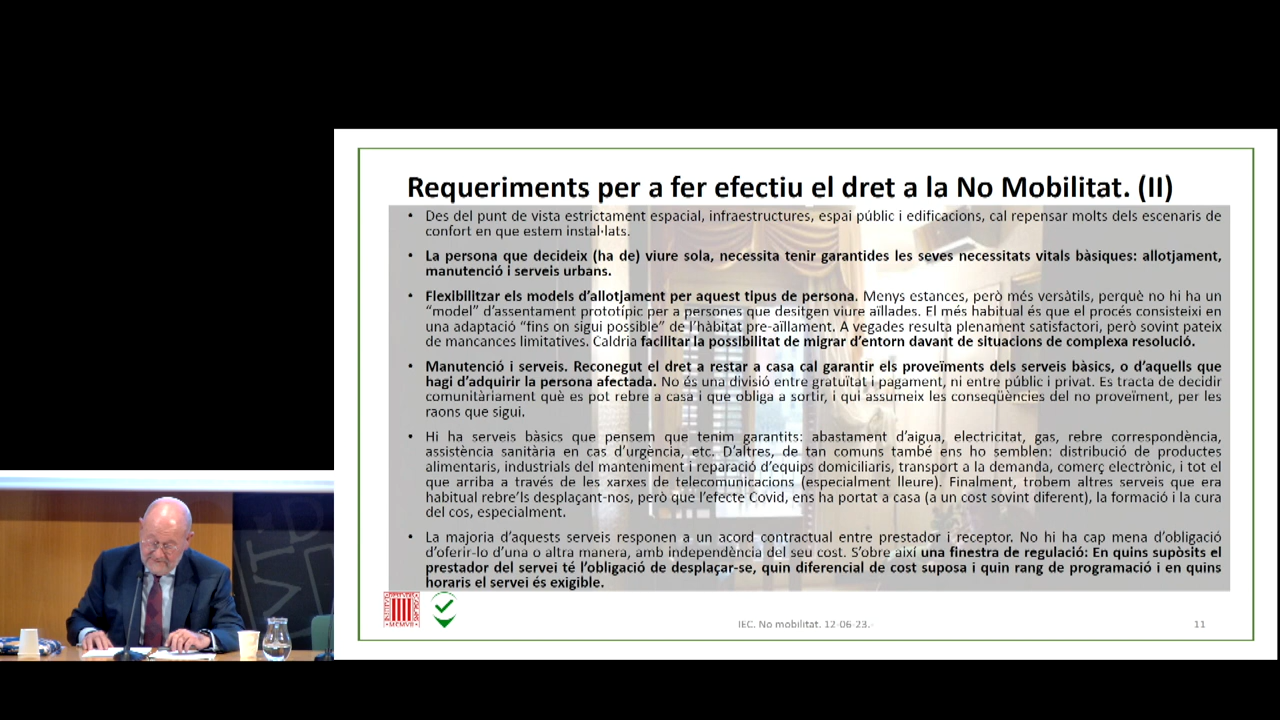 Requeriments per a fer efectiu el dret a la No Mobilitat. (II)
• Des del punt de vista estrictament espacial, infraestructures, espai públic i edificacions, cal repensar molts dels escenaris de
confort en que estem instal·lats.
• La persona que decideix (ha de) viure sola, necessita tenir garantides les seves necessitats vitals bàsiques: allotjament,
manutenció i serveis urbans.
• Flexibilitzar els models d’allotjament per aquest tipus de persona. Menys estances, però més versàtils, perquè no hi ha un
“model” d’assentament prototípic per a persones que desitgen viure aïllades. El més habitual és que el procés consisteixi en
una adaptació “fins on sigui possible” de l’hàbitat pre-aïllament. A vegades resulta plenament satisfactori, però sovint pateix
de mancances limitatives. Caldria facilitar la possibilitat de migrar d’entorn davant de situacions de complexa resolució.
• Manutenció i serveis. Reconegut el dret a restar a casa cal garantir els proveïments dels serveis bàsics, o d’aquells que
hagi d’adquirir la persona afectada. No és una divisió entre gratuïtat i pagament, ni entre públic i privat. Es tracta de decidir
comunitàriament què es pot rebre a casa i que obliga a sortir, i qui assumeix les conseqüències del no proveïment, per les
raons que sigui.
• Hi ha serveis bàsics que pensem que tenim garantits: abastament d’aigua, electricitat, gas, rebre correspondència,
assistència sanitària en cas d’urgència, etc. D’altres, de tan comuns també ens ho semblen: distribució de productes
alimentaris, industrials del manteniment i reparació d’equips domiciliaris, transport a la demanda, comerç electrònic, i tot el
que arriba a través de les xarxes de telecomunicacions (especialment lleure). Finalment, trobem altres serveis que era
habitual rebre’ls desplaçant-nos, però que l’efecte Covid, ens ha portat a casa (a un cost sovint diferent), la formació i la cura
del cos, especialment.
• La majoria d’aquests serveis responen a un acord contractual entre prestador i receptor. No hi ha cap mena d’obligació
d’oferir-lo d’una o altra manera, amb independència del seu cost. S’obre així una finestra de regulació: En quins supòsits el
prestador del servei té l’obligació de desplaçar-se, quin diferencial de cost suposa i quin rang de programació i en quins
horaris el servei és exigible.
IEC. No mobilitat. 12-06-23.-
11